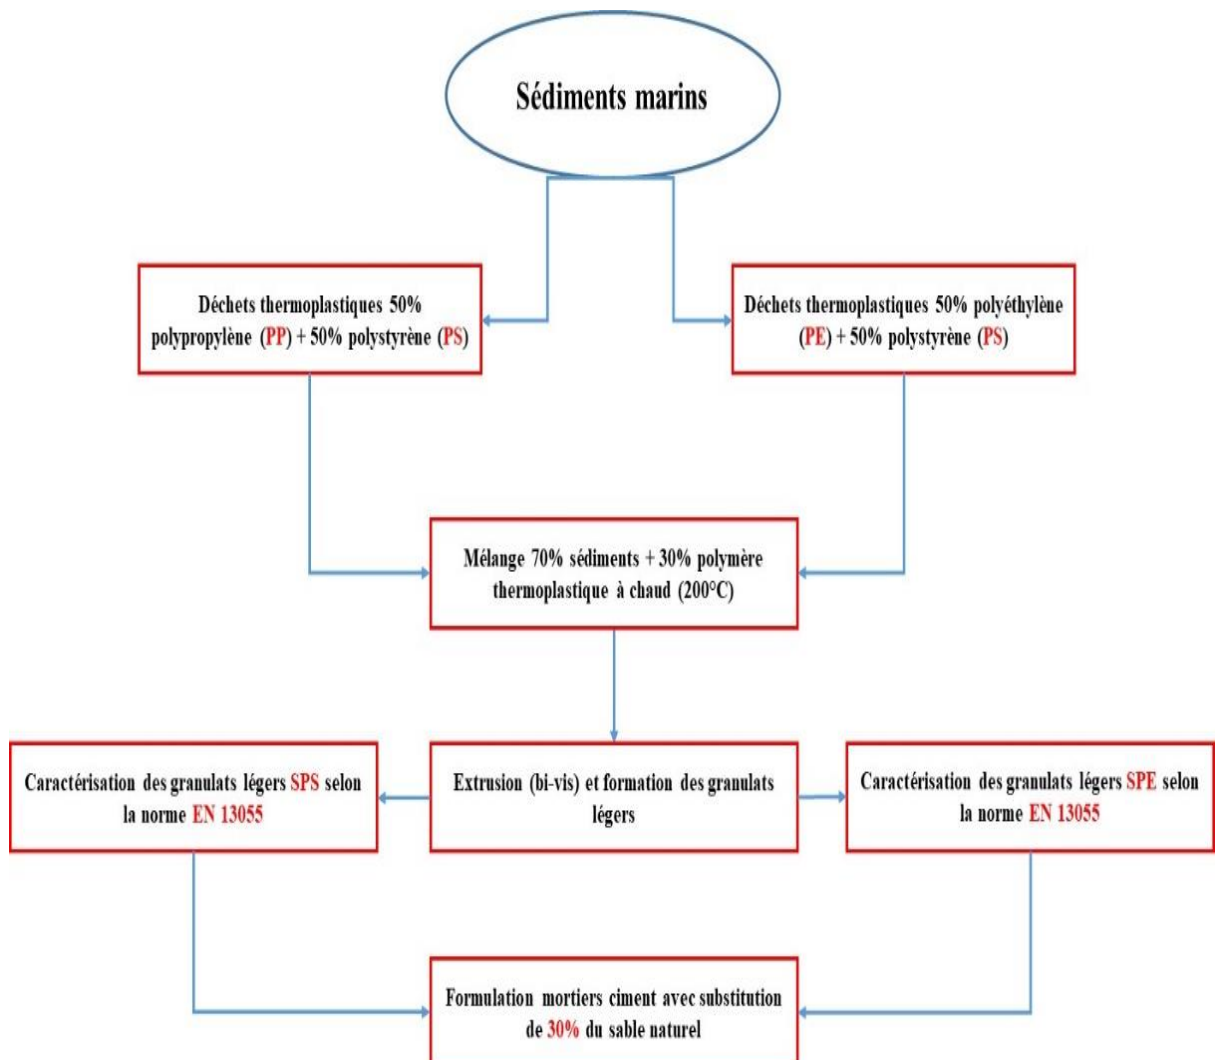 Sédiments marins
Déchets thermoplastiques 50%
polypropylène (PP) + 50% polystyrène (PS)
Déchets thermoplastiques 50% polyéthylène
(PE) + 50% polystyrène (PS)
Mélange 70% sédiments + 30% polymère
thermoplastique à chaud (200°C)
Caractérisation des granulats légers SPS selon
la norme EN 13055
Extrusion (bi-vis) et formation des granulats
légers
Caractérisation des granulats légers SPE selon
la norme EN 13055
Formulation mortiers ciment avec substitution
de 30% du sable naturel